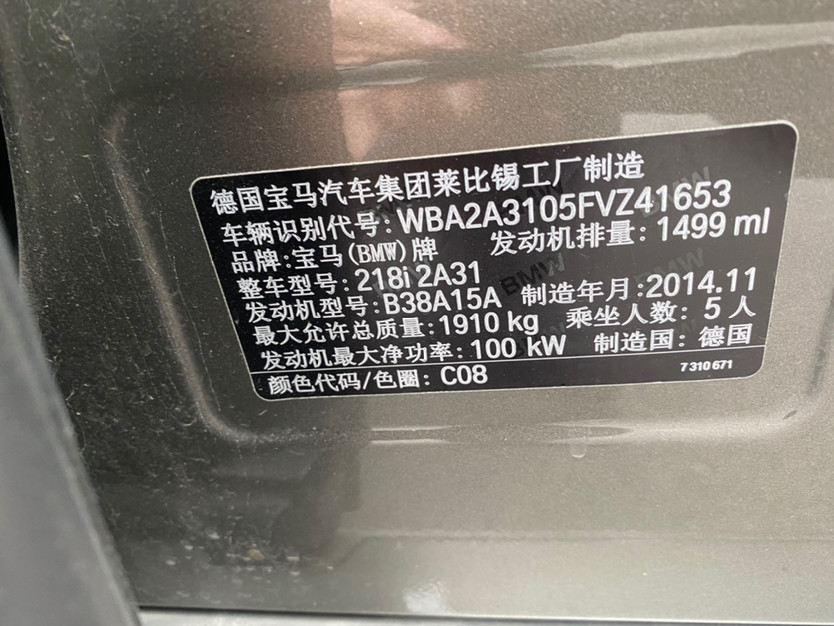 德国宝马汽车集团莱比锡工厂制造
车辆识别代号: WBA2A3105FVZ41653
品牌:宝马(BMW)牌 发动机排量: 1499 ml
整车型号: 218i 2A31
发动机型号: B38A15A 制造年月:2014.11
最大允许总质量: 1910 kg 乘坐人数: 5 人
发动机最大净功率: 100 kW 制造国: 德国
颜色代码/色圈: C08 7 310 671